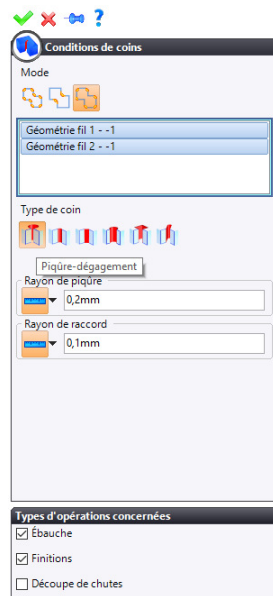 Conditions de coins
Mode
Géométrie fil 1 - -1
Géométrie fil 2 - -1
Type de coin
Piqûre-dégagement
Rayon de piqûre
0,2mm
Rayon de raccord
0,1mm
Types d'opérations concernées
Ébauche
Finitions
Découpe de chutes